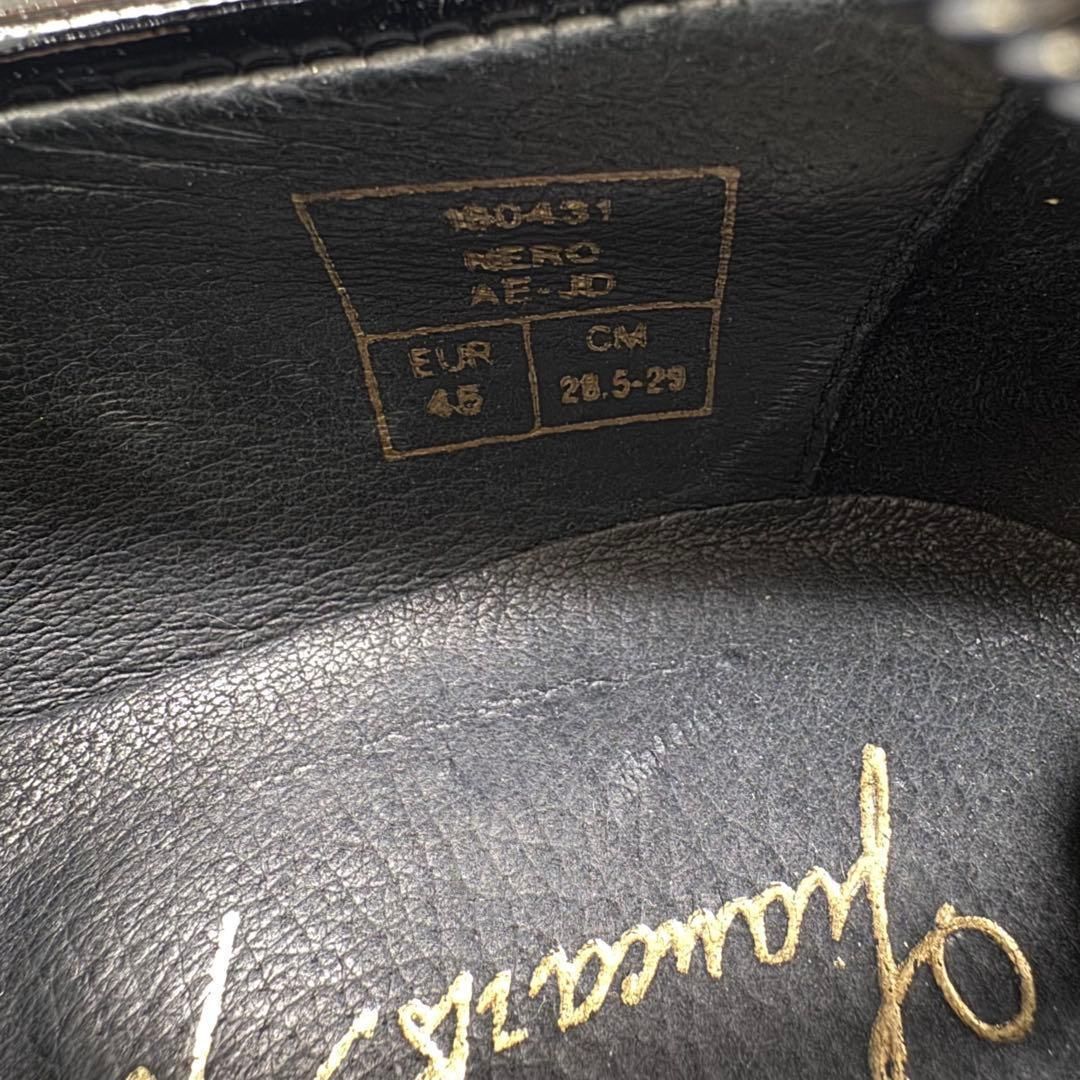 180431
NERO
AE-JD
EUR
45
CM
28.5-29